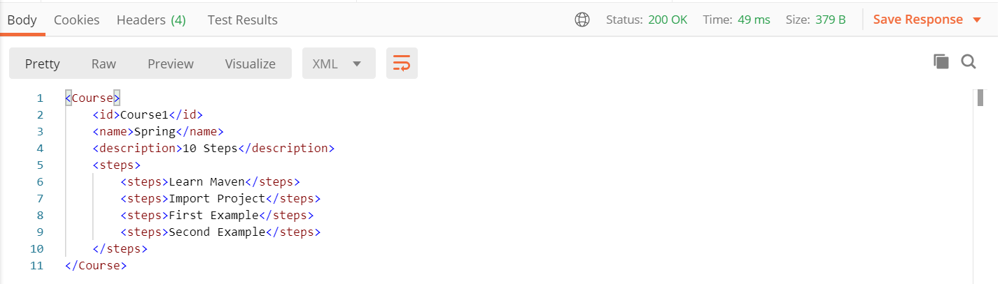 Body Cookies Headers (4) Test Results Status: 200 OK Time: 49 ms Size: 379 B Save Response
Pretty Raw Preview Visualize XML
1 <Course>
2     <id>Course1</id>
3     <name>Spring</name>
4     <description>10 Steps</description>
5     <steps>
6         <steps>Learn Maven</steps>
7         <steps>Import Project</steps>
8         <steps>First Example</steps>
9         <steps>Second Example</steps>
10     </steps>
11 </Course>